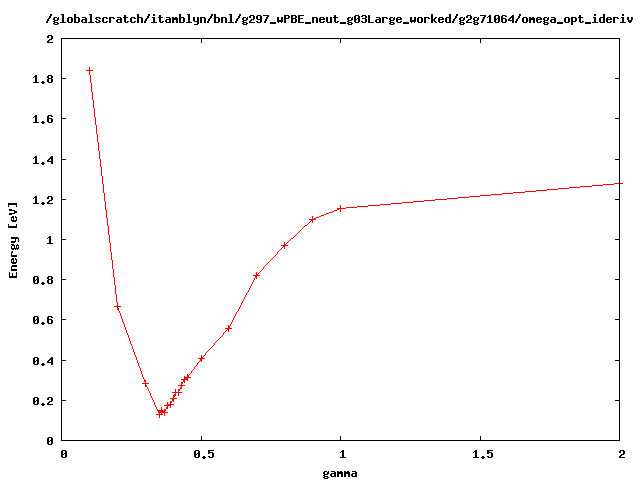 /globalscratch/itamblyn/bnl/g297_wPBE_neut_g03Large_worked/g2g71064/omega_opt_ideriv
2
1.8
1.6
1.4
1.2
1
0.8
0.6
0.4
0.2
0
Energy [eV]
0 0.5 1 1.5 2
gamma